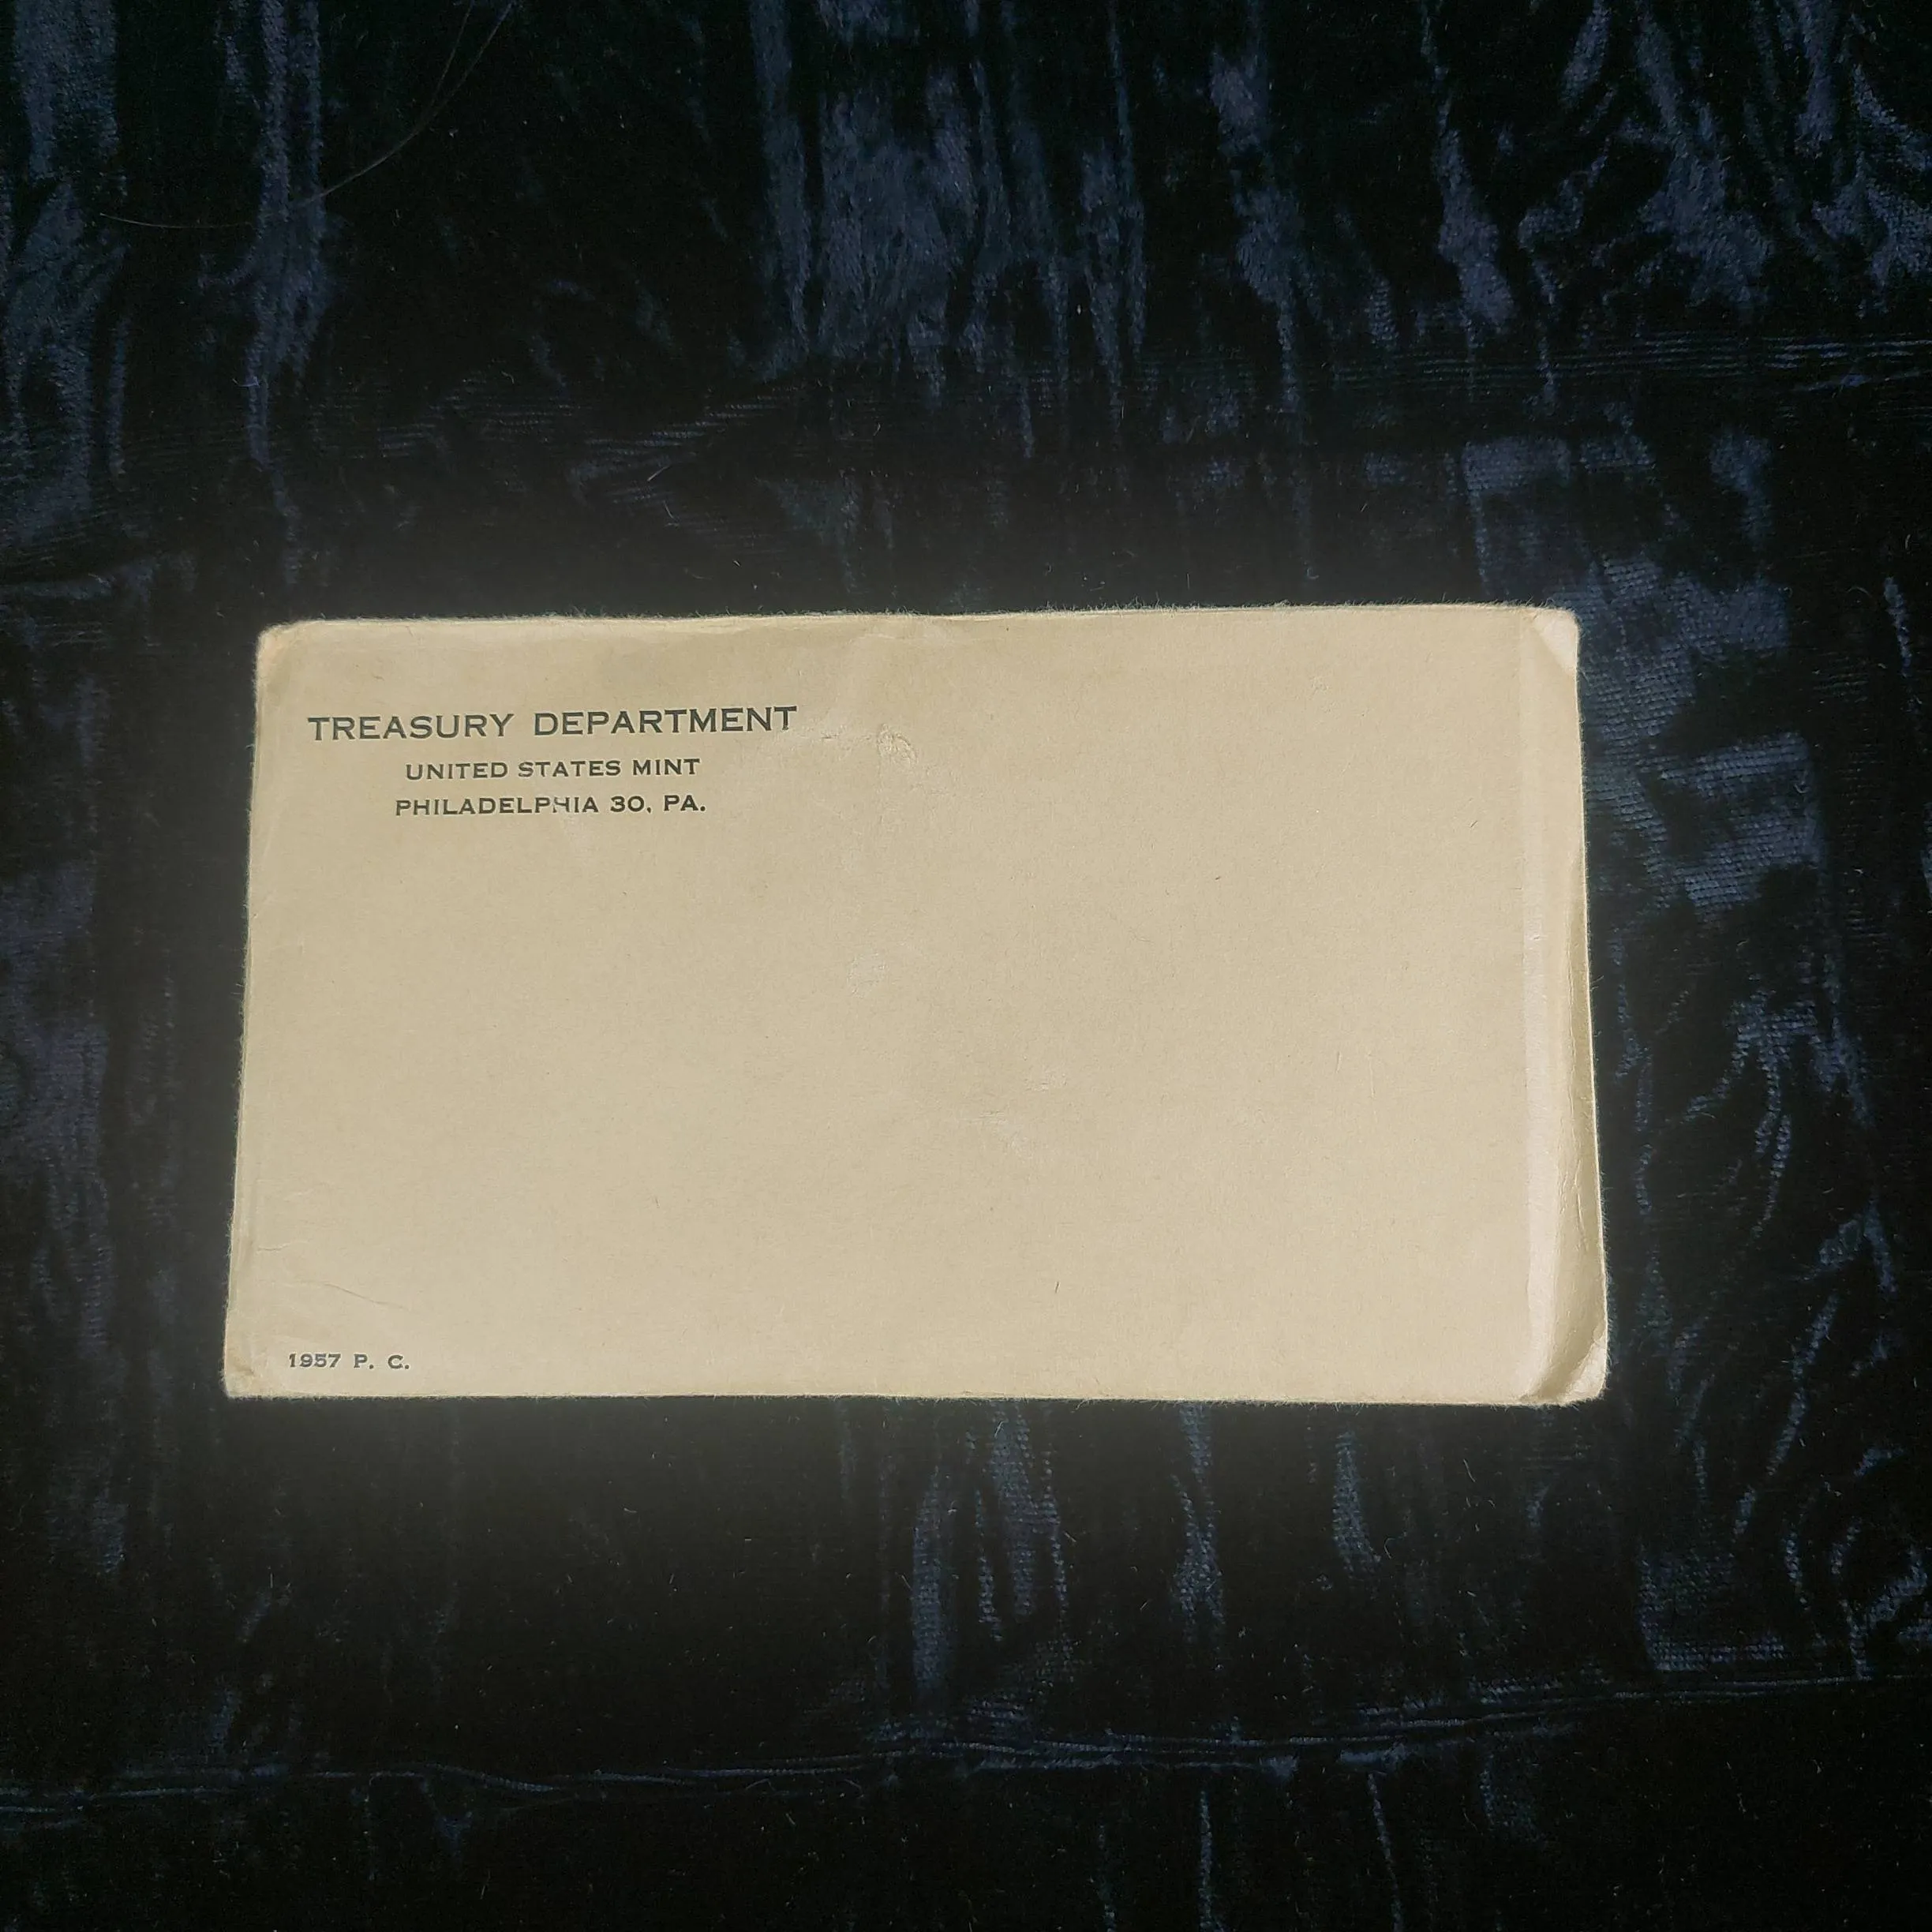 TREASURY DEPARTMENT
UNITED STATES MINT
PHILADELPHIA 30, PA.
1957 P. C.